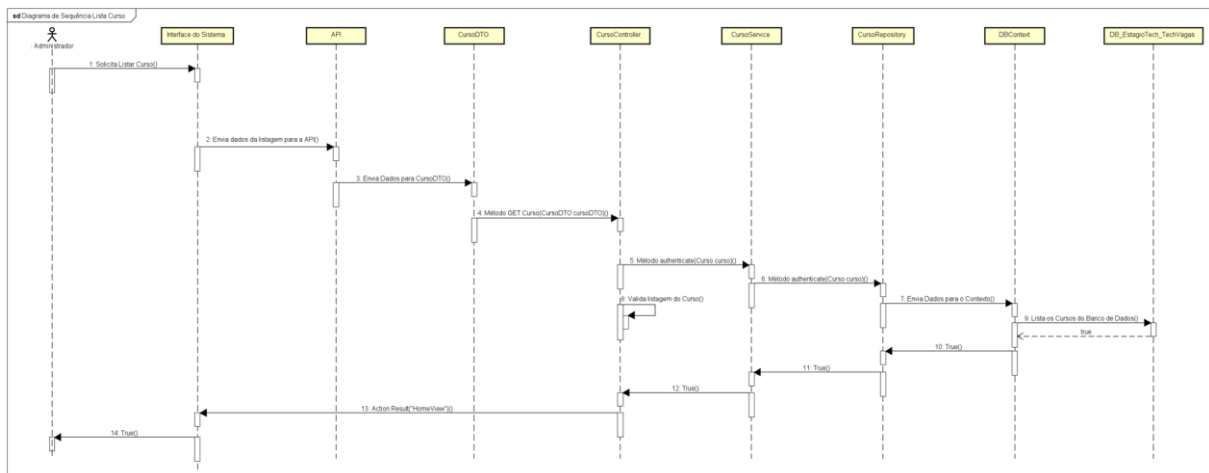 sd Diagrama de Sequência Lista Curso
: Administrador
Interface do Sistema
API
CursoDTO
CursoController
CursoService
CursoRepository
DBContext
DB_EstagioTech_TechVagas
1: Solicita Listar Curso()
2: Envia dados da listagem para a API()
3: Envia Dados para CursoDTO()
4: Método GET Curso(CursoDTO cursoDTO)()
5: Método authenticate(Curso curso)()
6: Método authenticate(Curso curso)()
8: Valida listagem do Curso()
7: Envia Dados para o Contexto()
9: Lista os Cursos do Banco de Dados()
true
10: True()
11: True()
12: True()
13: Action Result("HomeView")()
14: True()